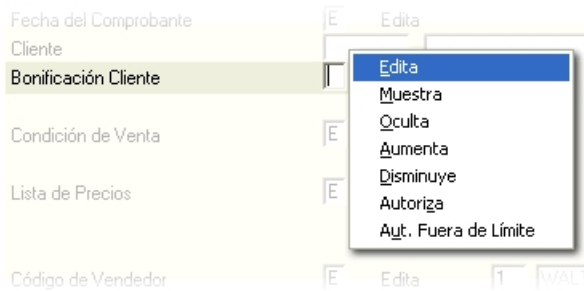 Fecha del Comprobante E Edita
Cliente
Bonificación Cliente
Edita
Muestra
Oculta
Aumenta
Disminuye
Autoriza
Aut. Fuera de Límite
Condición de Venta E
Lista de Precios E
Código de Vendedor E Edita 1